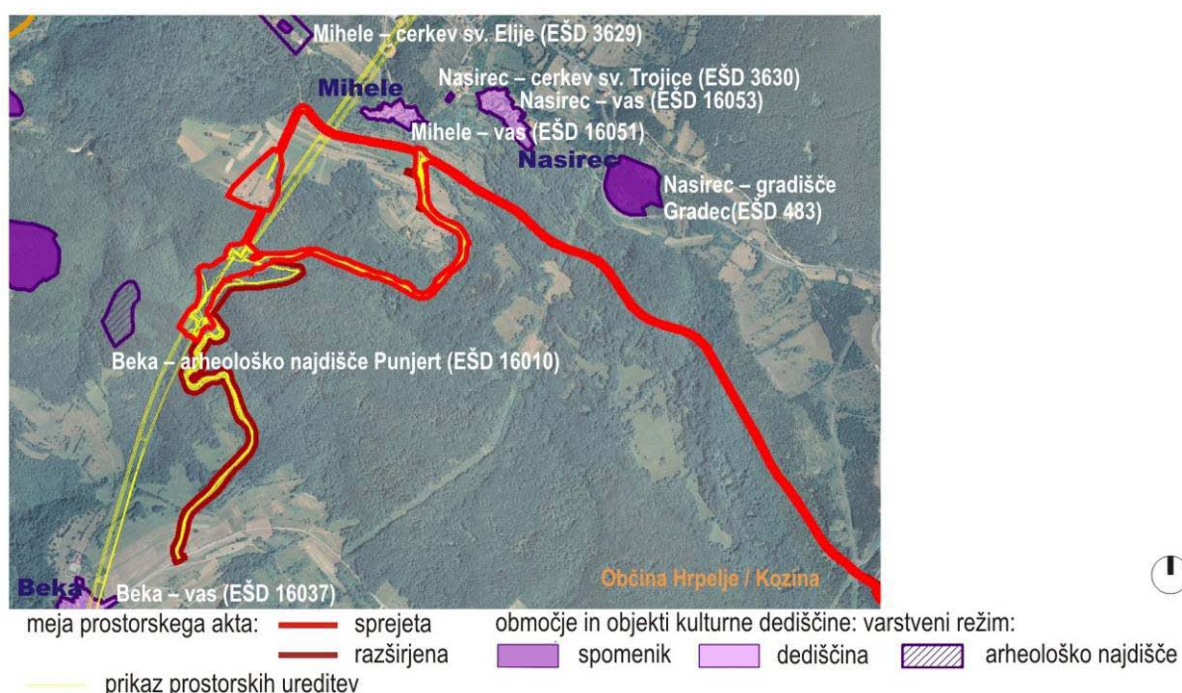 Mihele – cerkev sv. Elije (EŠD 3629)
Nasirec – cerkev sv. Trojice (EŠD 3630)
Mihele
Nasirec – vas (EŠD 16053)
Mihele – vas (EŠD 16051)
Nasirec
Nasirec – gradišče
Gradec(EŠD 483)
Beka – arheološko najdišče Punjert (EŠD 16010)
Občina Hrpelje / Kozina
Beka
Beka – vas (EŠD 16037)
meja prostorskega akta: sprejeta območje in objekti kulturne dediščine: varstveni režim:
razširjena spomenik dediščina arheološko najdišče
prikaz prostorskih ureditev